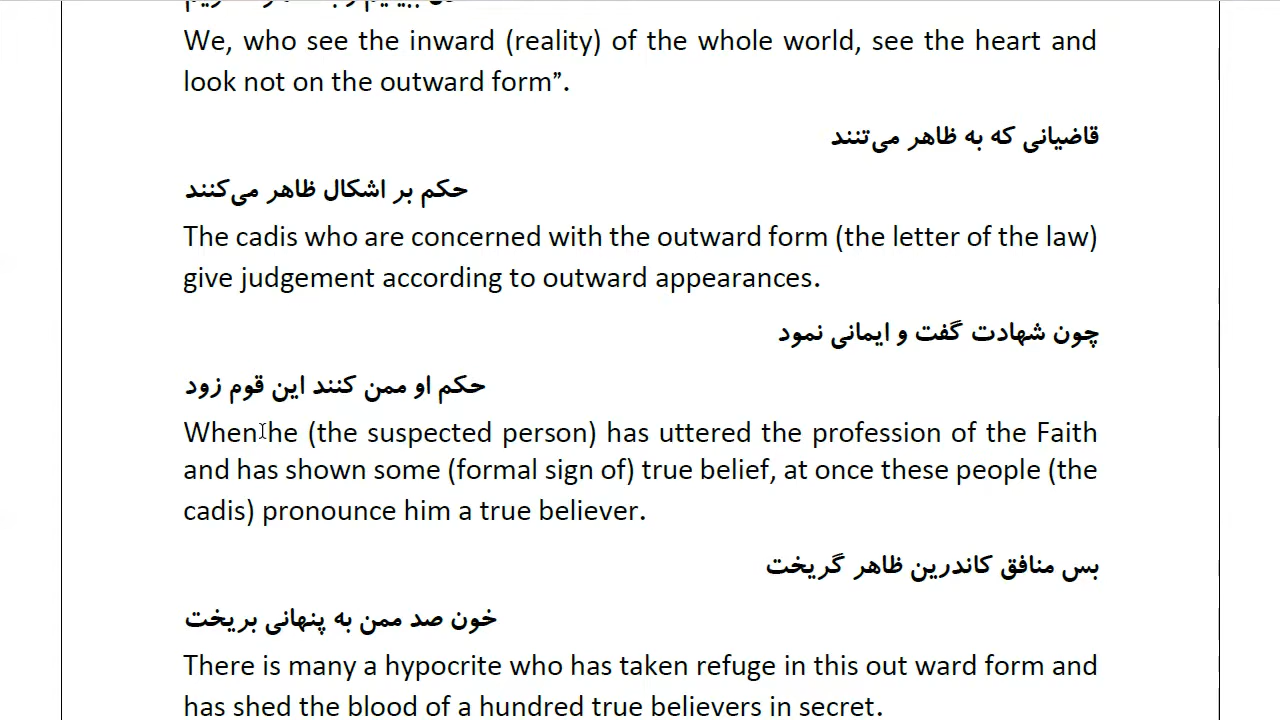 We, who see the inward (reality) of the whole world, see the heart and
look not on the outward form”.
قاضیانی که به ظاهر می‌تنند
حکم بر اشکال ظاهر می‌کنند
The cadis who are concerned with the outward form (the letter of the law)
give judgement according to outward appearances.
چون شهادت گفت و ایمانی نمود
حکم او ممن کنند این قوم زود
When he (the suspected person) has uttered the profession of the Faith
and has shown some (formal sign of) true belief, at once these people (the
cadis) pronounce him a true believer.
بس منافق کاندرین ظاهر گریخت
خون صد ممن به پنهانی بریخت
There is many a hypocrite who has taken refuge in this out ward form and
has shed the blood of a hundred true believers in secret.